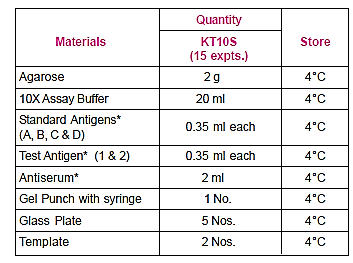 Materials Quantity Store
KT10S
(15 expts.)
Agarose 2 g 4°C
10X Assay Buffer 20 ml 4°C
Standard Antigens*
(A, B, C & D) 0.35 ml each 4°C
Test Antigen* (1 & 2) 0.35 ml each 4°C
Antiserum* 2 ml 4°C
Gel Punch with syringe 1 No. 4°C
Glass Plate 5 Nos. 4°C
Template 2 Nos. 4°C